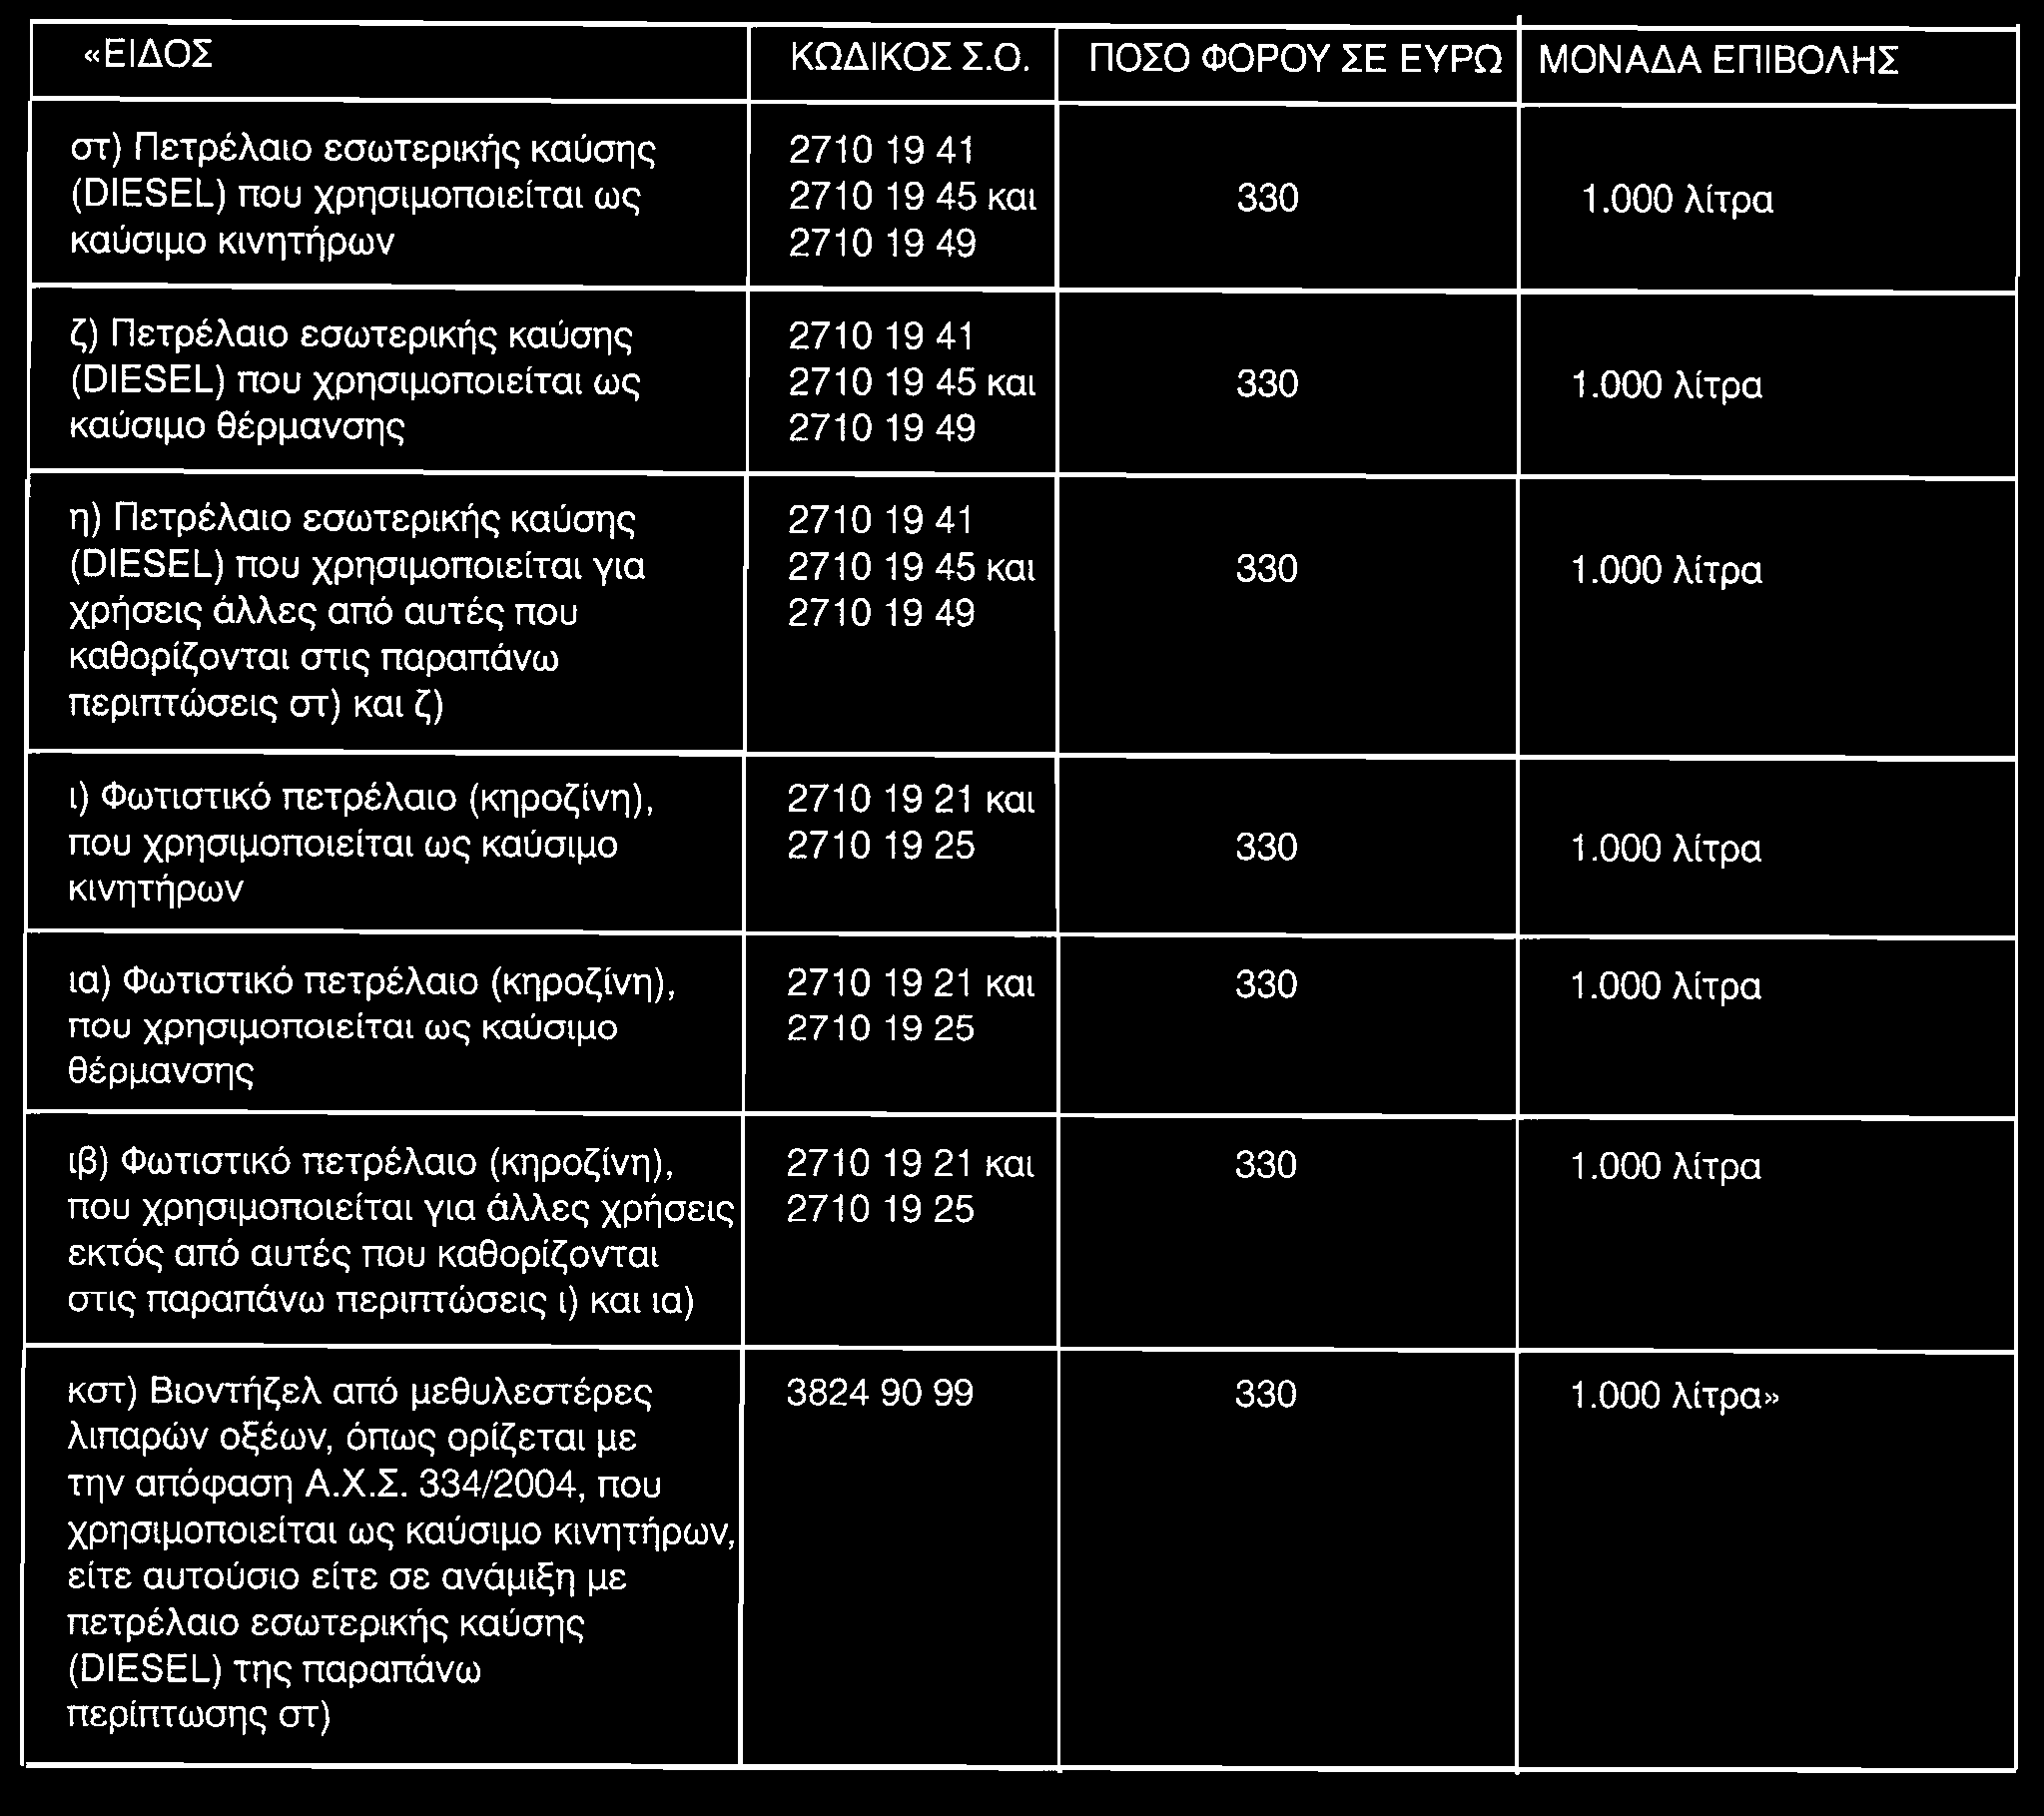 «ΕΙΔΟΣ ΚΩΔΙΚΟΣ Σ.Ο. ΠΟΣΟ ΦΟΡΟΥ ΣΕ ΕΥΡΩ ΜΟΝΑΔΑ ΕΠΙΒΟΛΗΣ
στ) Πετρέλαιο εσωτερικής καύσης 2710 19 41
(DIESEL) που χρησιμοποιείται ως 2710 19 45 και 330 1.000 λίτρα
καύσιμο κινητήρων 2710 19 49
ζ) Πετρέλαιο εσωτερικής καύσης 2710 19 41
(DIESEL) που χρησιμοποιείται ως 2710 19 45 και 330 1.000 λίτρα
καύσιμο θέρμανσης 2710 19 49
η) Πετρέλαιο εσωτερικής καύσης 2710 19 41
(DIESEL) που χρησιμοποιείται για 2710 19 45 και 330 1.000 λίτρα
χρήσεις άλλες από αυτές που 2710 19 49
καθορίζονται στις παραπάνω
περιπτώσεις στ) και ζ)
ι) Φωτιστικό πετρέλαιο (κηροζίνη), 2710 19 21 και
που χρησιμοποιείται ως καύσιμο 2710 19 25 330 1.000 λίτρα
κινητήρων
ια) Φωτιστικό πετρέλαιο (κηροζίνη), 2710 19 21 και 330 1.000 λίτρα
που χρησιμοποιείται ως καύσιμο 2710 19 25
θέρμανσης
ιβ) Φωτιστικό πετρέλαιο (κηροζίνη), 2710 19 21 και 330 1.000 λίτρα
που χρησιμοποιείται για άλλες χρήσεις 2710 19 25
εκτός από αυτές που καθορίζονται
στις παραπάνω περιπτώσεις ι) και ια)
κστ) Βιοντήζελ από μεθυλεστέρες 3824 90 99 330 1.000 λίτρα»
λιπαρών οξέων, όπως ορίζεται με
την απόφαση Α.Χ.Σ. 334/2004, που
χρησιμοποιείται ως καύσιμο κινητήρων,
είτε αυτούσιο είτε σε ανάμιξη με
πετρέλαιο εσωτερικής καύσης
(DIESEL) της παραπάνω
περίπτωσης στ)